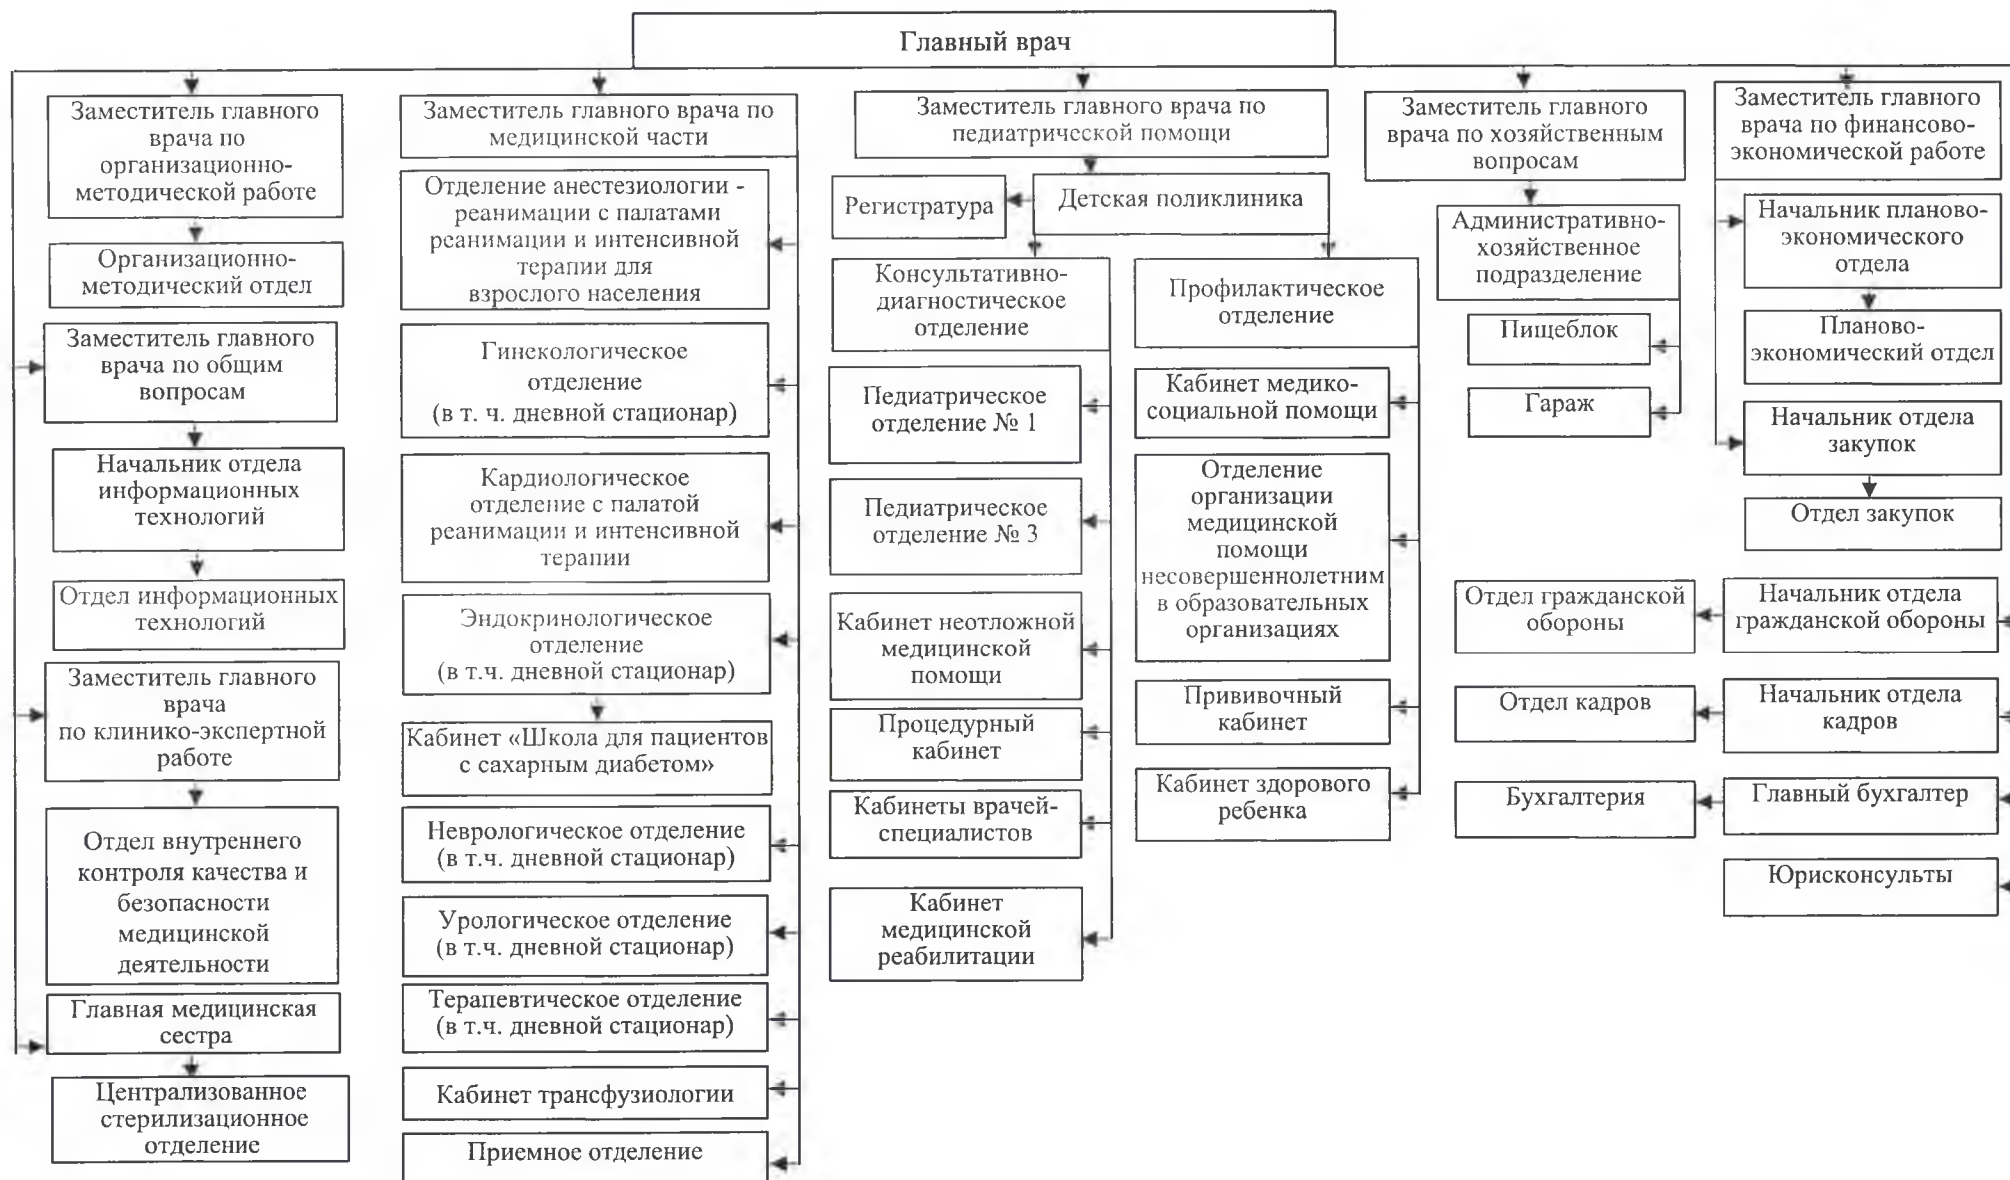 Главный врач
Заместитель главного
врача по
организационно-
методической работе
Организационно-
методический отдел
Заместитель главного
врача по общим
вопросам
Начальник отдела
информационных
технологий
Отдел информационных
технологий
Заместитель главного
врача
по клинико-экспертной
работе
Отдел внутреннего
контроля качества и
безопасности
медицинской
деятельности
Главная медицинская
сестра
Централизованное
стерилизационное
отделение
Заместитель главного врача по
медицинской части
Отделение анестезиологии -
реанимации с палатами
реанимации и интенсивной
терапии для
взрослого населения
Гинекологическое
отделение
(в т. ч. дневной стационар)
Кардиологическое
отделение с палатой
реанимации и интенсивной
терапии
Эндокринологическое
отделение
(в т.ч. дневной стационар)
Кабинет «Школа для пациентов
с сахарным диабетом»
Неврологическое отделение
(в т.ч. дневной стационар)
Урологическое отделение
(в т.ч. дневной стационар)
Терапевтическое отделение
(в т.ч. дневной стационар)
Кабинет трансфузиологии
Приемное отделение
Заместитель главного врача по
педиатрической помощи
Регистратура
Детская поликлиника
Консультативно-
диагностическое
отделение
Педиатрическое
отделение № 1
Педиатрическое
отделение № 3
Кабинет неотложной
медицинской
помощи
Процедурный
кабинет
Кабинеты врачей-
специалистов
Кабинет
медицинской
реабилитации
Профилактическое
отделение
Кабинет медико-
социальной помощи
Отделение
организации
медицинской
помощи
несовершеннолетним
в образовательных
организациях
Прививочный
кабинет
Кабинет здорового
ребенка
Заместитель главного
врача по хозяйственным
вопросам
Административно-
хозяйственное
подразделение
Пищеблок
Гараж
Заместитель главного
врача по финансово-
экономической работе
Начальник планово-
экономического
отдела
Планово-
экономический отдел
Начальник отдела
закупок
Отдел закупок
Отдел гражданской
обороны
Начальник отдела
гражданской обороны
Отдел кадров
Начальник отдела
кадров
Бухгалтерия
Главный бухгалтер
Юрисконсульты